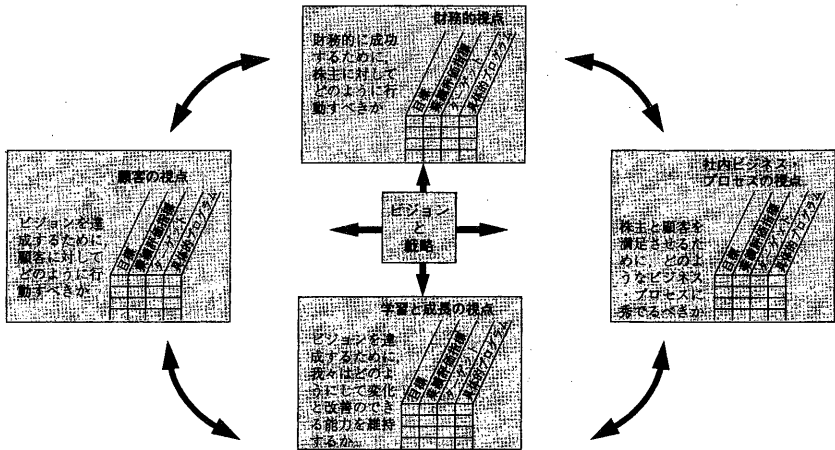 財務的視点
財務的に成功
するために、
株主に対して
どのように行
動すべきか
目標
業績評価指標
ターゲット
具体的プログラム
顧客の視点
ビジョンを達
成するために
顧客に対して
どのように行
動すべきか
目標
業績評価指標
ターゲット
具体的プログラム
ビジョン
と
戦略
社内ビジネス・
プロセスの視点
株主と顧客を
満足させるた
めに どのよ
うなビジネス
プロセスに
秀でるべきか
目標
業績評価指標
ターゲット
具体的プログラム
学習と成長の視点
ビジョンを達
成するために、
我々はどのよ
うにして変化
と改善のでき
る能力を維持
するか
目標
業績評価指標
ターゲット
具体的プログラム